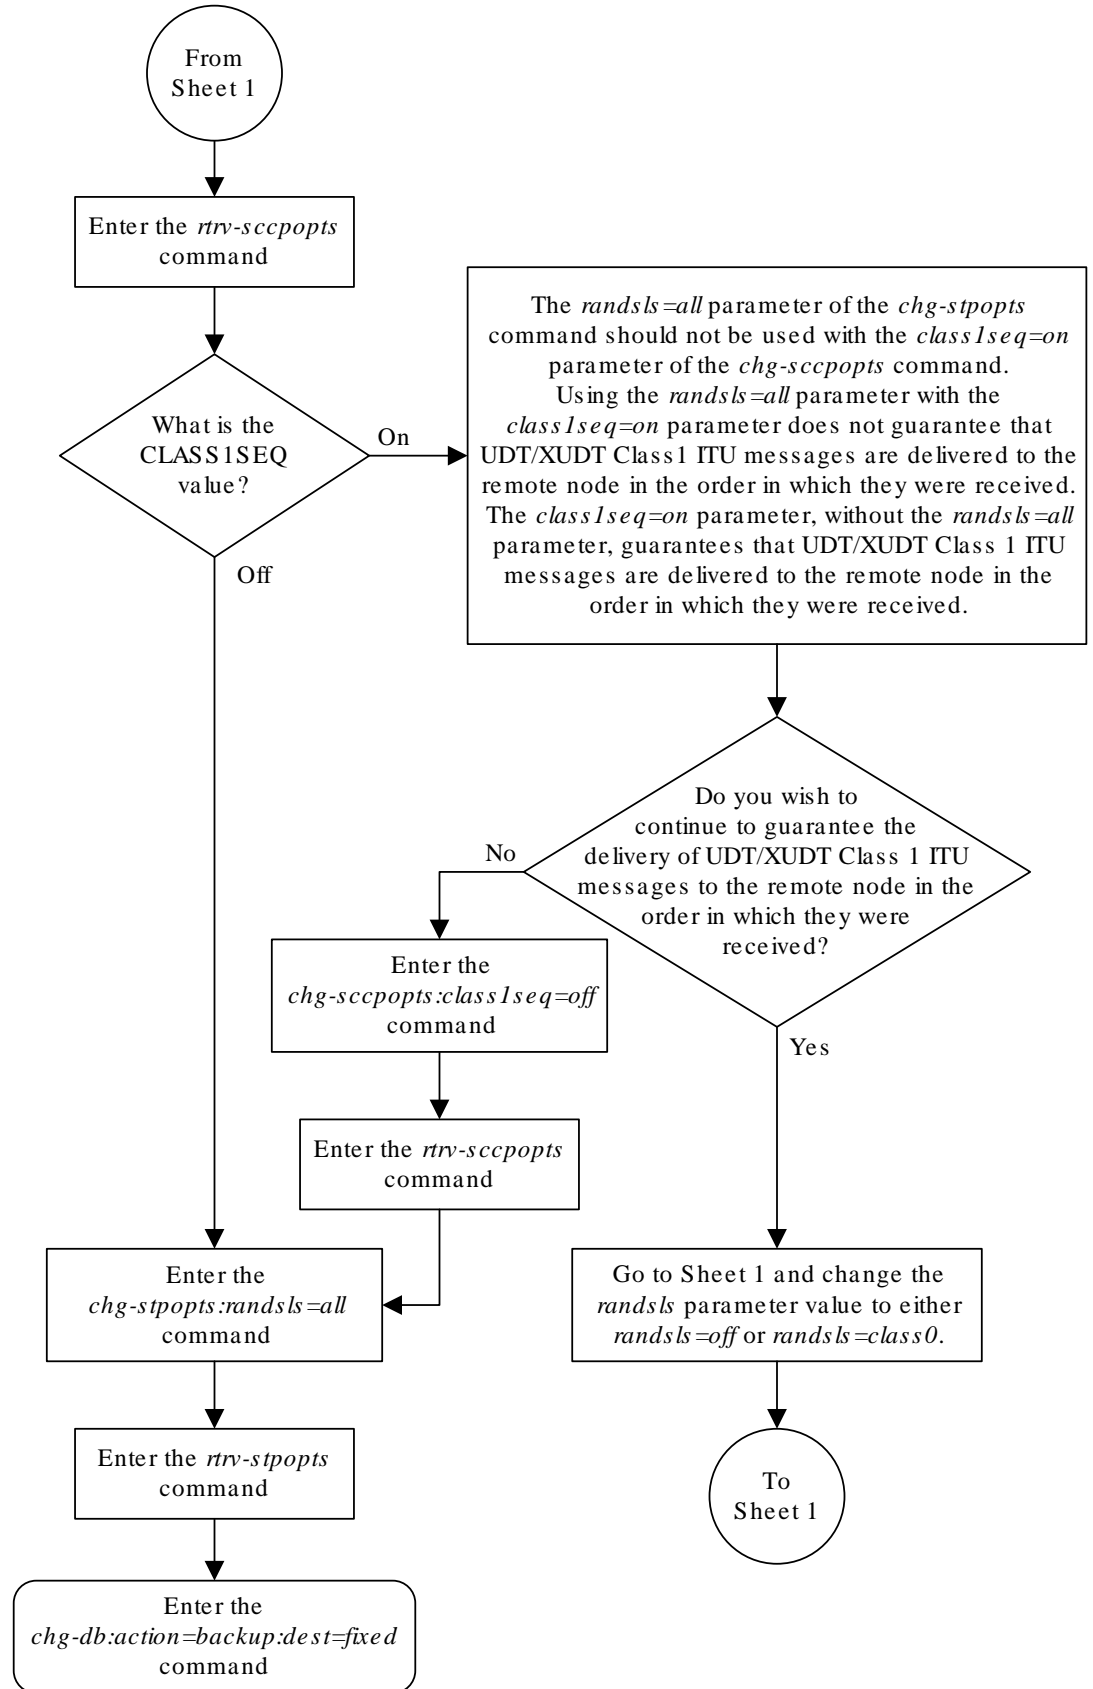 From
Sheet 1
Enter the rtrv-sccpopts
command
What is the
CLASS1SEQ
value?
On
Off
The randsls=all parameter of the chg-stpopts
command should not be used with the class1seq=on
parameter of the chg-sccpopts command.
Using the randsls=all parameter with the
class1seq=on parameter does not guarantee that
UDT/XUDT Class1 ITU messages are delivered to the
remote node in the order in which they were received.
The class1seq=on parameter, without the randsls=all
parameter, guarantees that UDT/XUDT Class 1 ITU
messages are delivered to the remote node in the
order in which they were received.
Do you wish to
continue to guarantee the
delivery of UDT/XUDT Class 1 ITU
messages to the remote node in the
order in which they were
received?
No
Yes
Enter the
chg-sccpopts:class1seq=off
command
Enter the rtrv-sccpopts
command
Enter the
chg-stpopts:randsls=all
command
Go to Sheet 1 and change the
randsls parameter value to either
randsls=off or randsls=class0.
Enter the rtrv-stpopts
command
To
Sheet 1
Enter the
chg-db:action=backup:dest=fixed
command